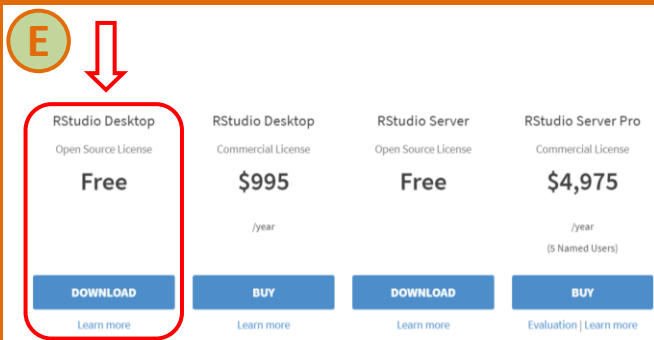 E
RStudio Desktop
Open Source License
Free
DOWNLOAD
Learn more
RStudio Desktop
Commercial License
$995
/year
BUY
Learn more
RStudio Server
Open Source License
Free
DOWNLOAD
Learn more
RStudio Server Pro
Commercial License
$4,975
/year
(5 Named Users)
BUY
Evaluation | Learn more